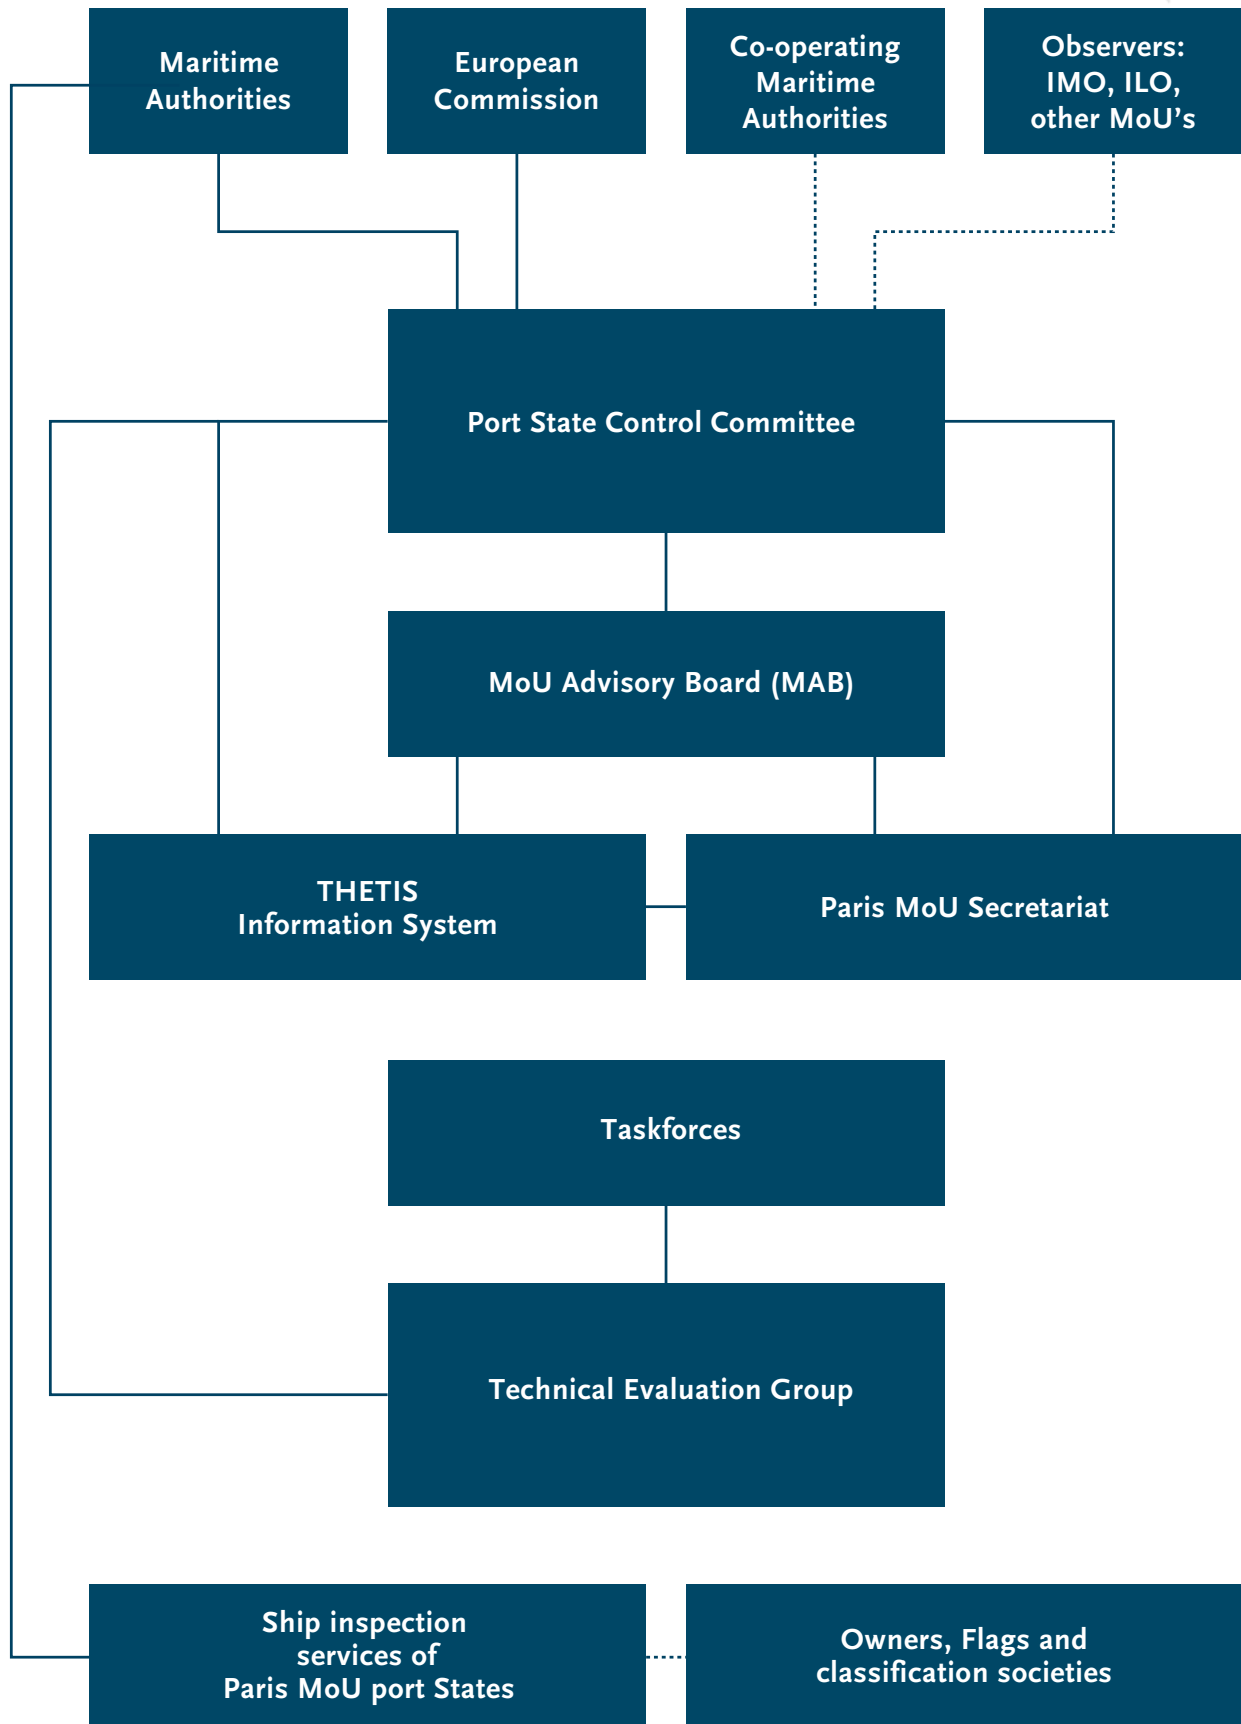 Maritime
Authorities
European
Commission
Co-operating
Maritime
Authorities
Observers:
IMO, ILO,
other MoU's
Port State Control Committee
MoU Advisory Board (MAB)
THETIS
Information System
Paris MoU Secretariat
Taskforces
Technical Evaluation Group
Ship inspection
services of
Paris MoU port States
Owners, Flags and
classification societies